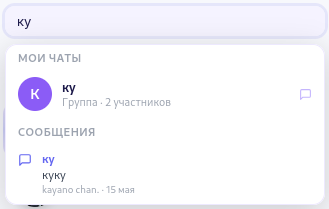 ку
МОИ ЧАТЫ
К
ку
Группа · 2 участников
СООБЩЕНИЯ
ку
куку
kayano chan. · 15 мая